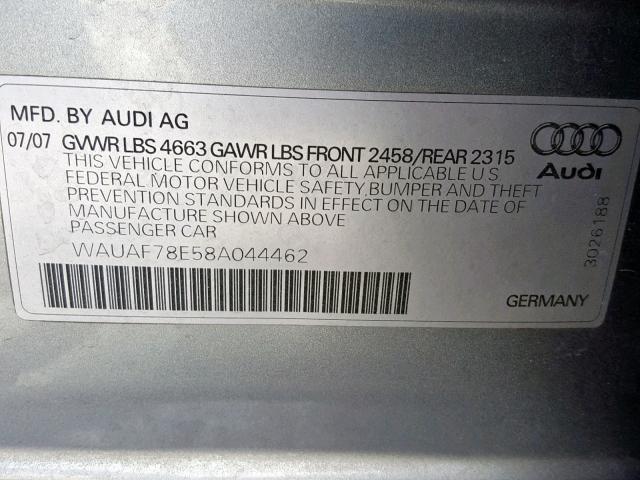 MFD. BY AUDI AG
07/07 GVWR LBS 4663 GAWR LBS FRONT 2458/REAR 2315
THIS VEHICLE CONFORMS TO ALL APPLICABLE U S
FEDERAL MOTOR VEHICLE SAFETY, BUMPER AND THEFT
PREVENTION STANDARDS IN EFFECT ON THE DATE OF
MANUFACTURE SHOWN ABOVE
PASSENGER CAR
WAUAF78E58A044462
Audi
3026188
GERMANY